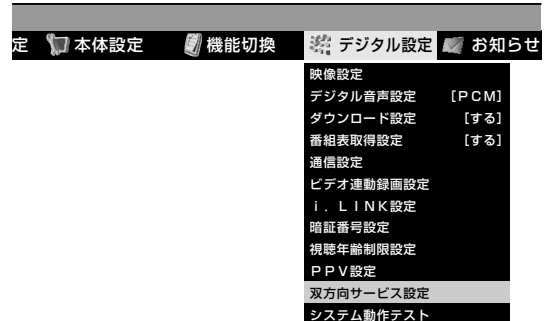 定 本体設定 機能切換 デジタル設定 お知らせ
映像設定
デジタル音声設定 [PCM]
ダウンロード設定 [する]
番組表取得設定 [する]
通信設定
ビデオ連動録画設定
i．LINK設定
暗証番号設定
視聴年齢制限設定
PPV設定
双方向サービス設定
システム動作テスト